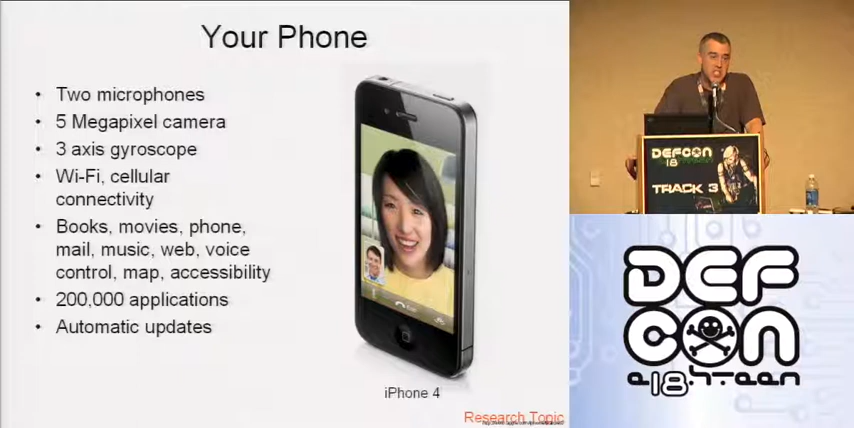 Your Phone
• Two microphones
• 5 Megapixel camera
• 3 axis gyroscope
• Wi-Fi, cellular
connectivity
• Books, movies, phone,
mail, music, web, voice
control, map, accessibility
• 200,000 applications
• Automatic updates
iPhone 4
Research Topic
DEFCON
18
TRACK 3
DEF
CON
e18hteen